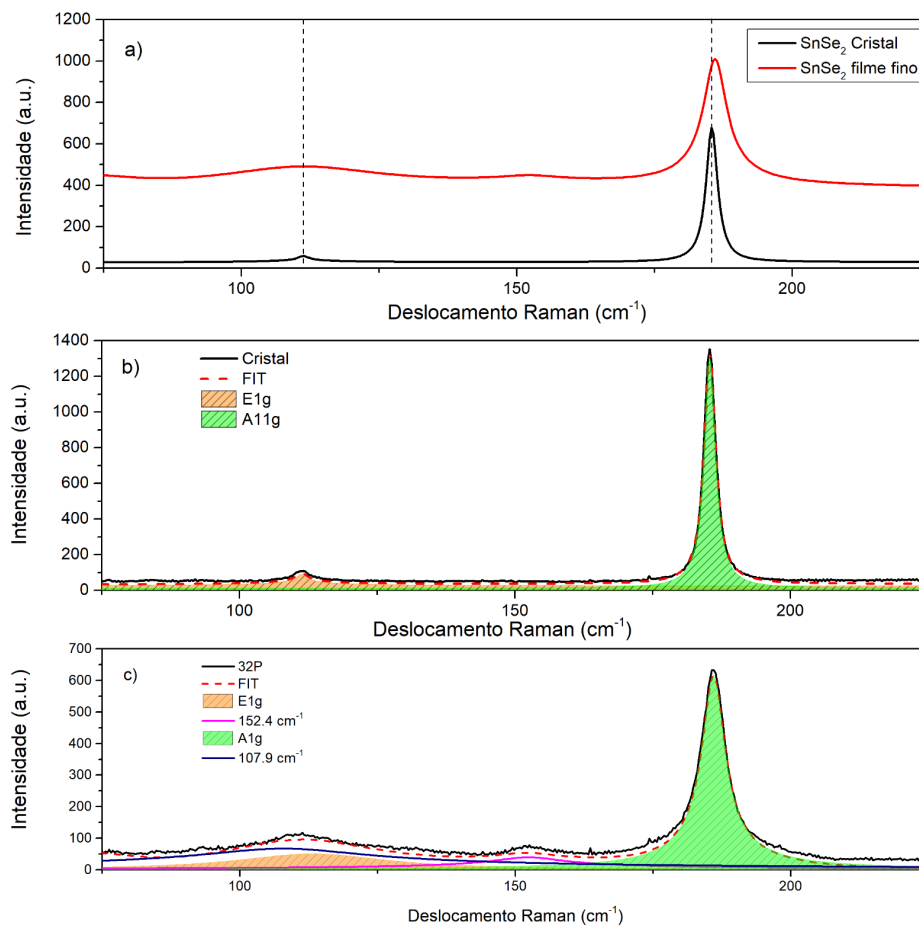 a)
SnSe₂ Cristal
SnSe₂ filme fino
Intensidade (a.u.)
1200
1000
800
600
400
200
0
100 150 200
Deslocamento Raman (cm⁻¹)
b)
Cristal
FIT
E1g
A11g
Intensidade (a.u.)
1400
1200
1000
800
600
400
200
0
100 150 200
Deslocamento Raman (cm⁻¹)
c)
32P
FIT
E1g
152.4 cm⁻¹
A1g
107.9 cm⁻¹
Intensidade (a.u.)
700
600
500
400
300
200
100
0
100 150 200
Deslocamento Raman (cm⁻¹)